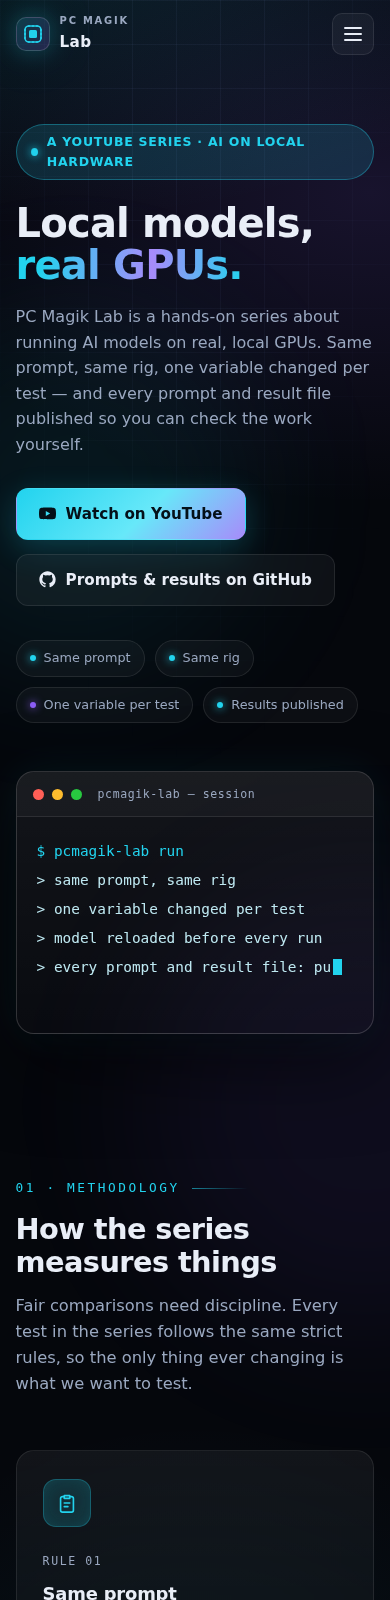 PC MAGIK
Lab
A YOUTUBE SERIES · AI ON LOCAL
HARDWARE
Local models,
real GPUs.
PC Magik Lab is a hands-on series about
running AI models on real, local GPUs. Same
prompt, same rig, one variable changed per
test — and every prompt and result file
published so you can check the work
yourself.
Watch on YouTube
Prompts & results on GitHub
Same prompt
Same rig
One variable per test
Results published
pcmagik-lab — session
$ pcmagik-lab run
> same prompt, same rig
> one variable changed per test
> model reloaded before every run
> every prompt and result file: pu
01 · METHODOLOGY
How the series
measures things
Fair comparisons need discipline. Every
test in the series follows the same strict
rules, so the only thing ever changing is
what we want to test.
RULE 01
Same prompt